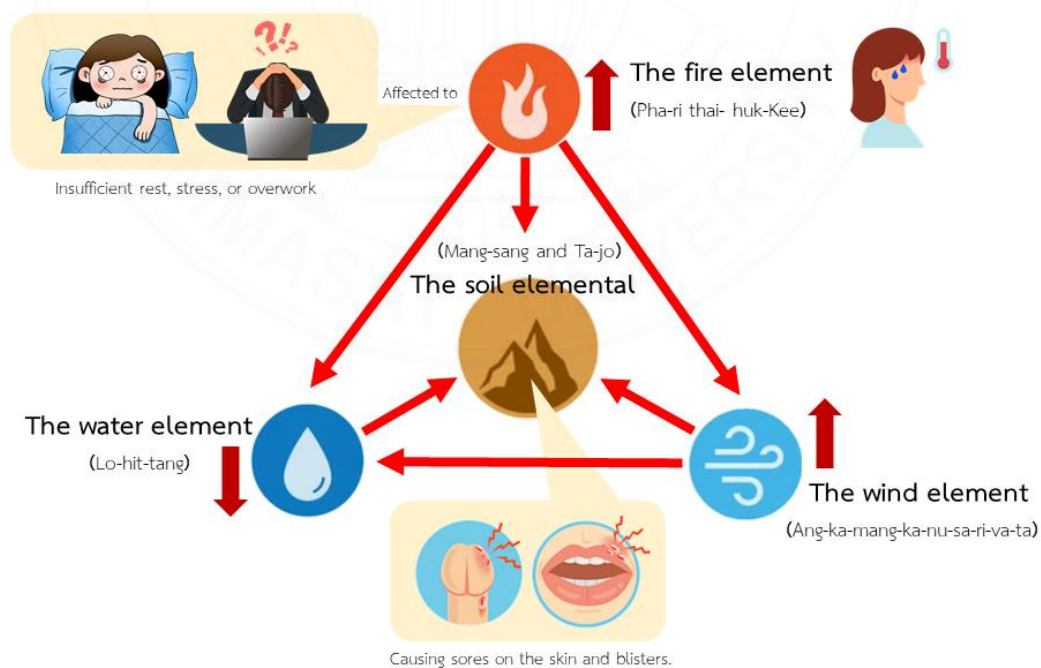 ?!?
Affected to
The fire element
(Pha-ri thai- huk-Kee)
Insufficient rest, stress, or overwork
(Mang-sang and Ta-jo)
The soil elemental
The water element
(Lo-hit-tang)
The wind element
(Ang-ka-mang-ka-nu-sa-ri-va-ta)
Causing sores on the skin and blisters.